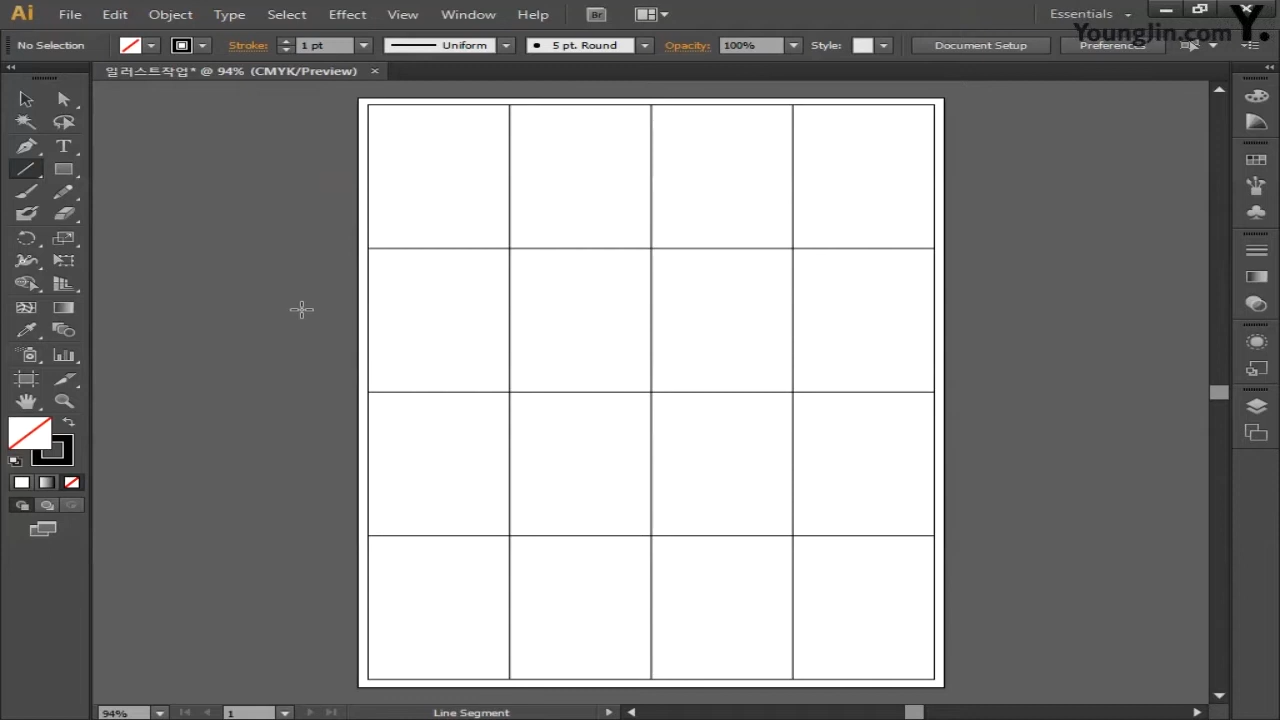 Ai File Edit Object Type Select Effect View Window Help Br Essentials
YoungJin.com Y.
No Selection Stroke: 1 pt Uniform 5 pt. Round Opacity: 100% Style: Document Setup Preferences
일러스트작업* @ 94% (CMYK/Preview) ×
T
94% 1 Line Segment